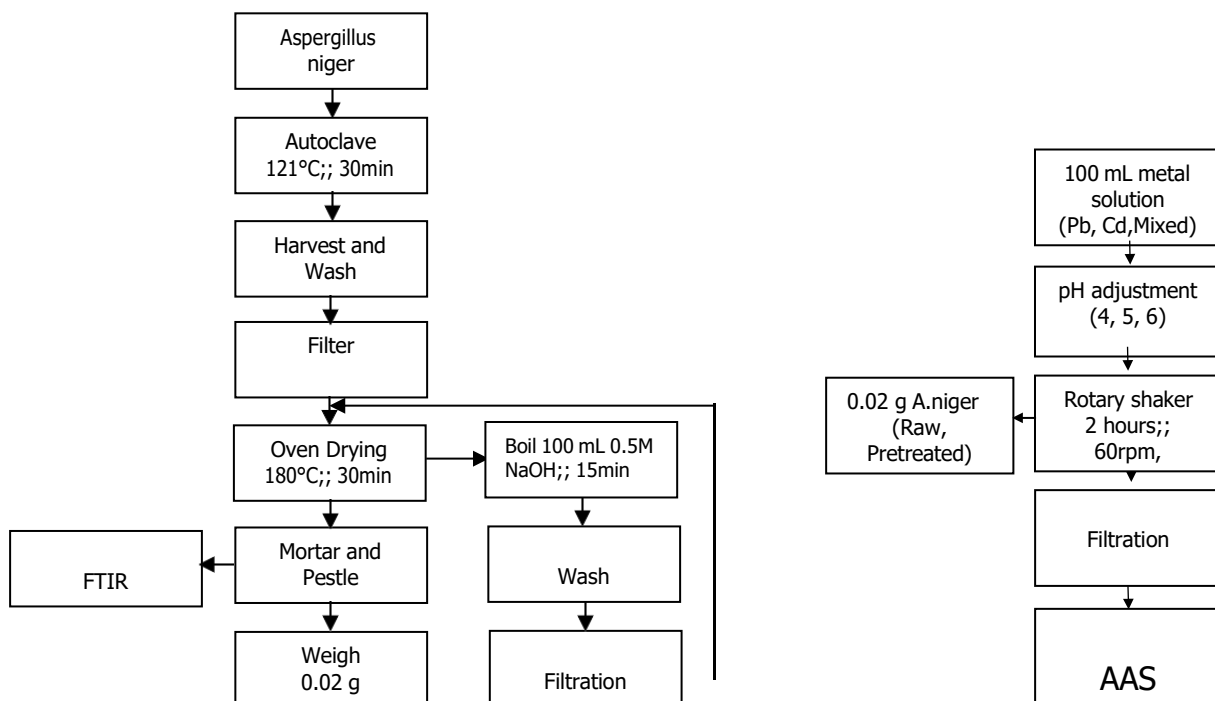 Aspergillus
niger
Autoclave
121°C;; 30min
Harvest and
Wash
Filter
Oven Drying
180°C;; 30min
Boil 100 mL 0.5M
NaOH;; 15min
Mortar and
Pestle
FTIR
Wash
Weigh
0.02 g
Filtration
100 mL metal
solution
(Pb, Cd,Mixed)
pH adjustment
(4, 5, 6)
0.02 g A.niger
(Raw,
Pretreated)
Rotary shaker
2 hours;;
60rpm,
Filtration
AAS